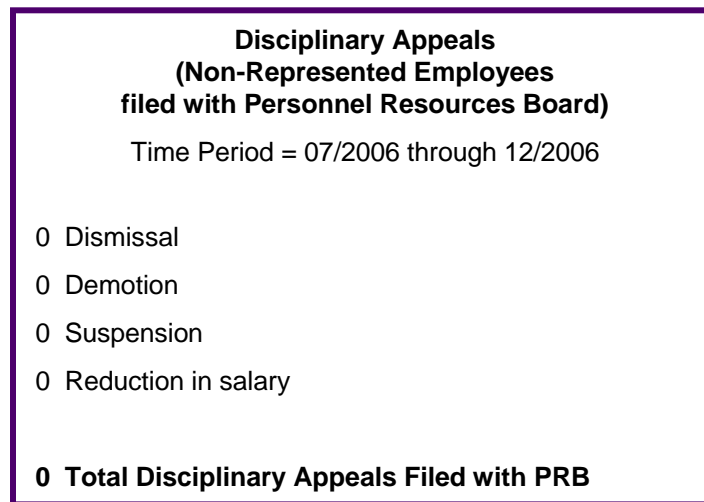 Disciplinary Appeals
(Non-Represented Employees
filed with Personnel Resources Board)
Time Period = 07/2006 through 12/2006
0 Dismissal
0 Demotion
0 Suspension
0 Reduction in salary
0 Total Disciplinary Appeals Filed with PRB